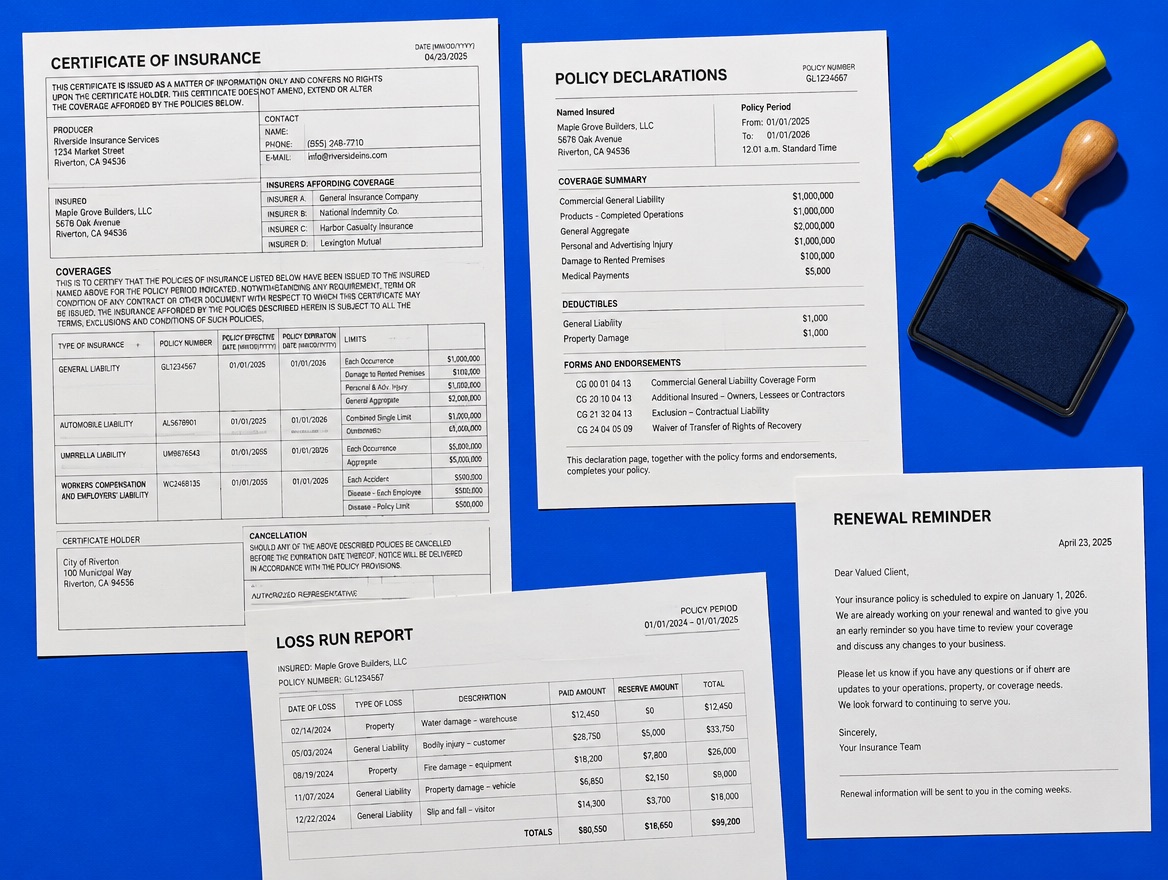 CERTIFICATE OF INSURANCE
DATE (MM/DD/YYYY)
04/23/2025
THIS CERTIFICATE IS ISSUED AS A MATTER OF INFORMATION ONLY AND CONFERS NO RIGHTS
UPON THE CERTIFICATE HOLDER. THIS CERTIFICATE DOES NOT AMEND, EXTEND OR ALTER
THE COVERAGE AFFORDED BY THE POLICIES BELOW.
PRODUCER
Riverside Insurance Services
1234 Market Street
Riverton, CA 94536
CONTACT
NAME:
PHONE: (555) 248-7710
E-MAIL: info@riversideins.com
INSURED
Maple Grove Builders, LLC
5678 Oak Avenue
Riverton, CA 94536
INSURERS AFFORDING COVERAGE
INSURER A. General Insurance Company
INSURER B: National Indemnity Co.
INSURER C: Harbor Casualty Insurance
INSURER D: Lexington Mutual
COVERAGES
THIS IS TO CERTIFY THAT THE POLICIES OF INSURANCE LISTED BELOW HAVE BEEN ISSUED TO THE INSURED
NAMED ABOVE FOR THE POLICY PERIOD INDICATED. NOTWITHSTANDING ANY REQUIREMENT, TERM OR
CONDITION OF ANY CONTRACT OR OTHER DOCUMENT WITH RESPECT TO WHICH THIS CERTIFICATE MAY
BE ISSUED. THE INSURANCE AFFORDED BY THE POLICIES DESCRIBED HEREIN IS SUBJECT TO ALL THE
TERMS, EXCLUSIONS AND CONDITIONS OF SUCH POLICIES.
TYPE OF INSURANCE POLICY NUMBER POLICY EFFECTIVE DATE (MM/DD/YYYY) POLICY EXPIRATION DATE (MM/DD/YYYY) LIMITS
GENERAL LIABILITY GL1234567 01/01/2025 01/01/2026 Each Occurrence $1,000,000
Damage to Rented Premises $100,000
Personal & Adv. Injury $1,000,000
General Aggregate $2,000,000
AUTOMOBILE LIABILITY AL5678901 01/01/2025 01/01/2026 Combined Single Limit $1,000,000
$1,000,000
UMBRELLA LIABILITY UM9876543 01/01/2055 01/01/2026 Each Occurrence $5,000,000
Aggregate $5,000,000
WORKERS COMPENSATION AND EMPLOYERS' LIABILITY WC2468135 01/01/2055 01/01/2026 Each Accident $500,000
Disease - Each Employee $500,000
Disease - Policy Limit $500,000
CERTIFICATE HOLDER
City of Riverton
100 Municipal Way
Riverton, CA 94536
CANCELLATION
SHOULD ANY OF THE ABOVE DESCRIBED POLICIES BE CANCELLED
BEFORE THE EXPIRATION DATE THEREOF, NOTICE WILL BE DELIVERED
IN ACCORDANCE WITH THE POLICY PROVISIONS.
AUTHORIZED REPRESENTATIVE
POLICY DECLARATIONS
POLICY NUMBER
GL1234667
Named Insured
Maple Grove Builders, LLC
5678 Oak Avenue
Riverton, CA 94536
Policy Period
From: 01/01/2025
To: 01/01/2026
12.01 a.m. Standard Time
COVERAGE SUMMARY
Commercial General Liability $1,000,000
Products - Completed Operations $1,000,000
General Aggregate $2,000,000
Personal and Advertising Injury $1,000,000
Damage to Rented Premises $100,000
Medical Payments $5,000
DEDUCTIBLES
General Liability $1,000
Property Damage $1,000
FORMS AND ENDORSEMENTS
CG 00 01 04 13 Commercial General Liability Coverage Form
CG 20 10 04 13 Additional Insured – Owners, Lessees or Contractors
CG 21 32 04 13 Exclusion – Contractual Liability
CG 24 04 05 09 Waiver of Transfer of Rights of Recovery
This declaration page, together with the policy forms and endorsements,
completes your policy.
LOSS RUN REPORT
POLICY PERIOD
01/01/2024 – 01/01/2025
INSURED: Maple Grove Builders, LLC
POLICY NUMBER: GL1234567
DATE OF LOSS TYPE OF LOSS DESCRIPTION PAID AMOUNT RESERVE AMOUNT TOTAL
02/14/2024 Property Water damage – warehouse $12,450 $0 $12,450
05/03/2024 General Liability Bodily injury – customer $28,750 $5,000 $33,750
08/19/2024 Property Fire damage – equipment $18,200 $7,800 $26,000
11/07/2024 General Liability Property damage – vehicle $6,850 $2,150 $9,000
12/22/2024 General Liability Slip and fall – visitor $14,300 $3,700 $18,000
TOTALS $80,550 $18,650 $99,200
RENEWAL REMINDER
April 23, 2025
Dear Valued Client,
Your insurance policy is scheduled to expire on January 1, 2026.
We are already working on your renewal and wanted to give you
an early reminder so you have time to review your coverage
and discuss any changes to your business.
Please let us know if you have any questions or if are
updates to your operations, property, or coverage needs.
We look forward to continuing to serve you.
Sincerely,
Your Insurance Team
Renewal information will be sent to you in the coming weeks.